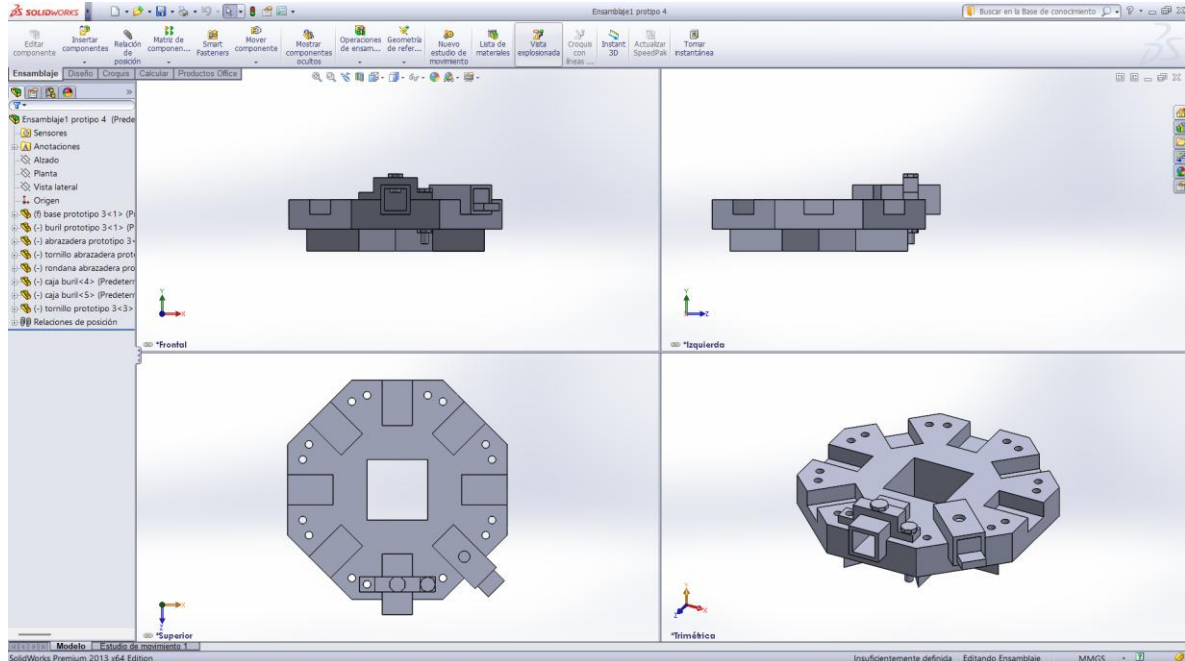 SOLIDWORKS
Ensamblaje1 protipo 4
Buscar en la Base de conocimiento
Editar componente
Insertar componentes
Relación de posición
Matriz de componen...
Smart Fasteners
Mover componente
Mostrar componentes ocultos
Operaciones de ensam...
Geometría de refer...
Nuevo estudio de movimiento
Lista de materiales
Vista explosionada
Croquis con líneas ...
Instant 3D
Actualizar SpeedPak
Tomar instantánea
Ensamblaje Diseño Croquis Calcular Productos Office
Ensamblaje1 protipo 4 (Prede
Sensores
Anotaciones
Alzado
Planta
Vista lateral
Origen
(f) base prototipo 3<1> (P
(-) buril prototipo 3<1> (P
(-) abrazadera prototipo 3
(-) tornillo abrazadera prot
(-) rondana abrazadera pro
(-) caja buril<4> (Predeterr
(-) caja buril<5> (Predeterr
(-) tornillo prototipo 3<3>
Relaciones de posición
Y
X
*Frontal
Y
Z
*Izquierda
X
Z
*Superior
Y
X
Z
*Trimétrica
Modelo Estudio de movimiento 1
SolidWorks Premium 2013 x64 Edition
Insuficientemente definida Editando Ensamblaje MMGS